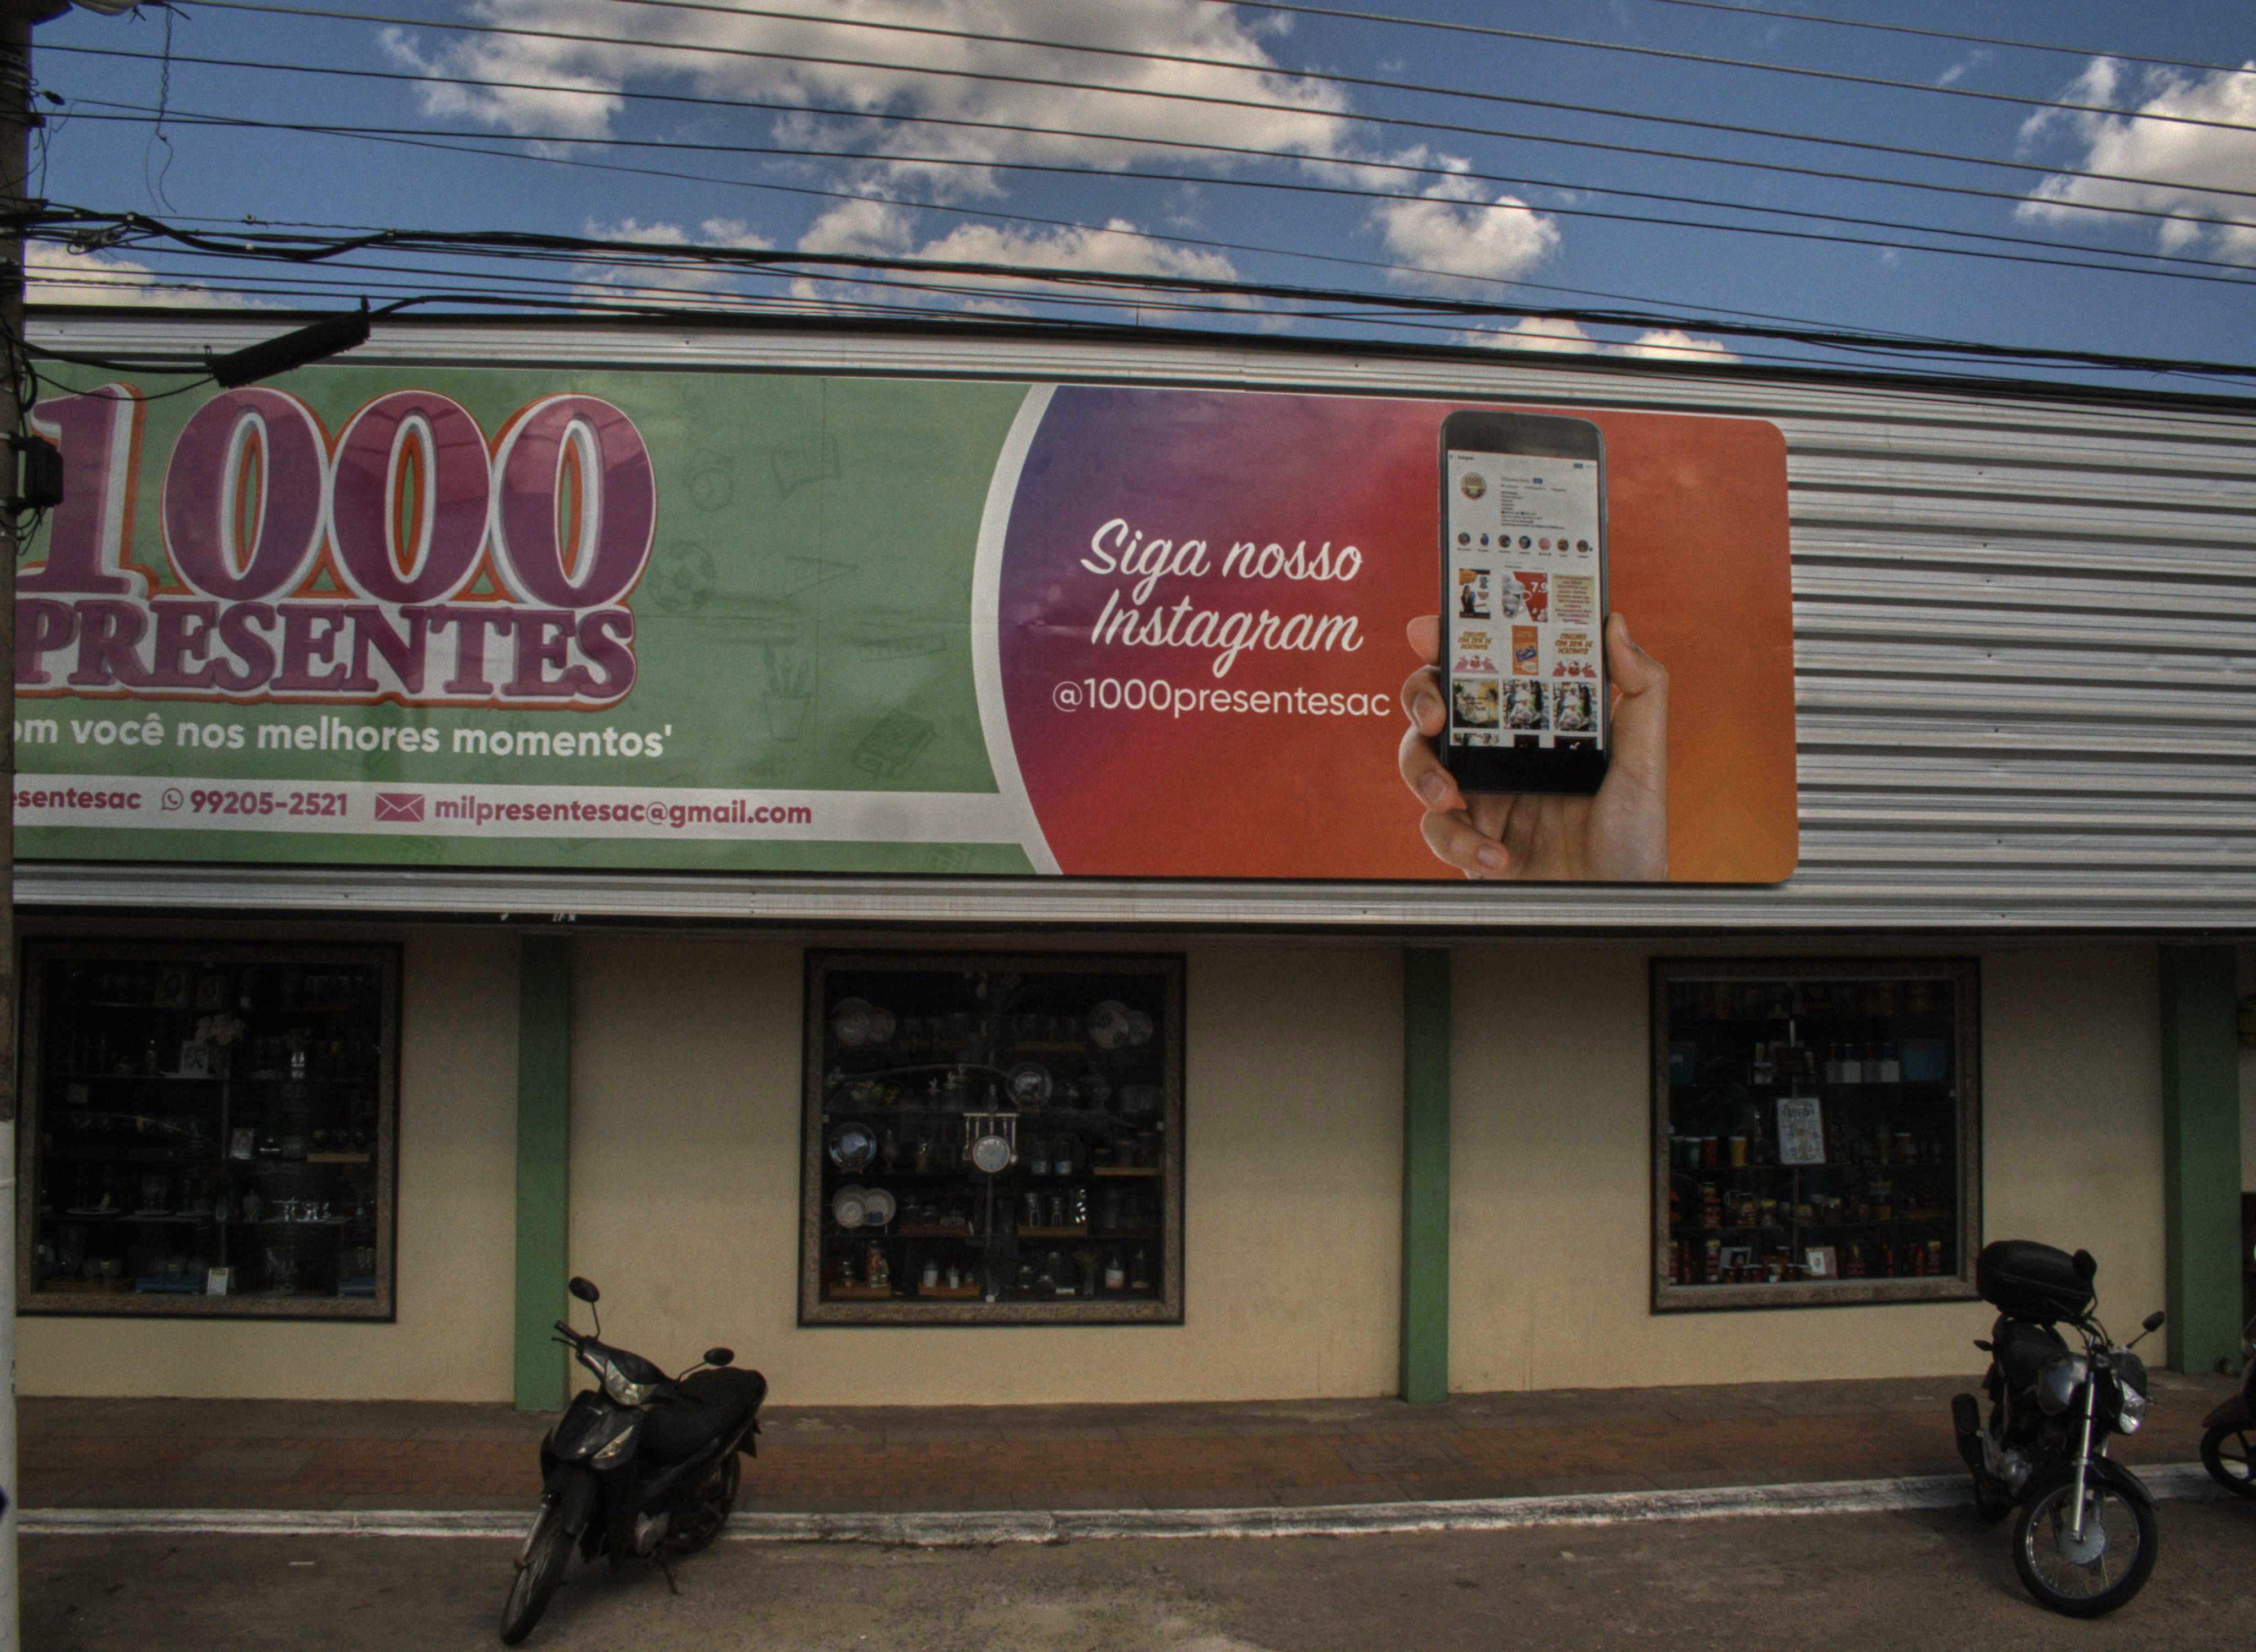 1000
PRESENTES
om você nos melhores momentos'
esentesac 99205-2521 milpresentesac@gmail.com
Siga nosso
Instagram
@1000presentesac